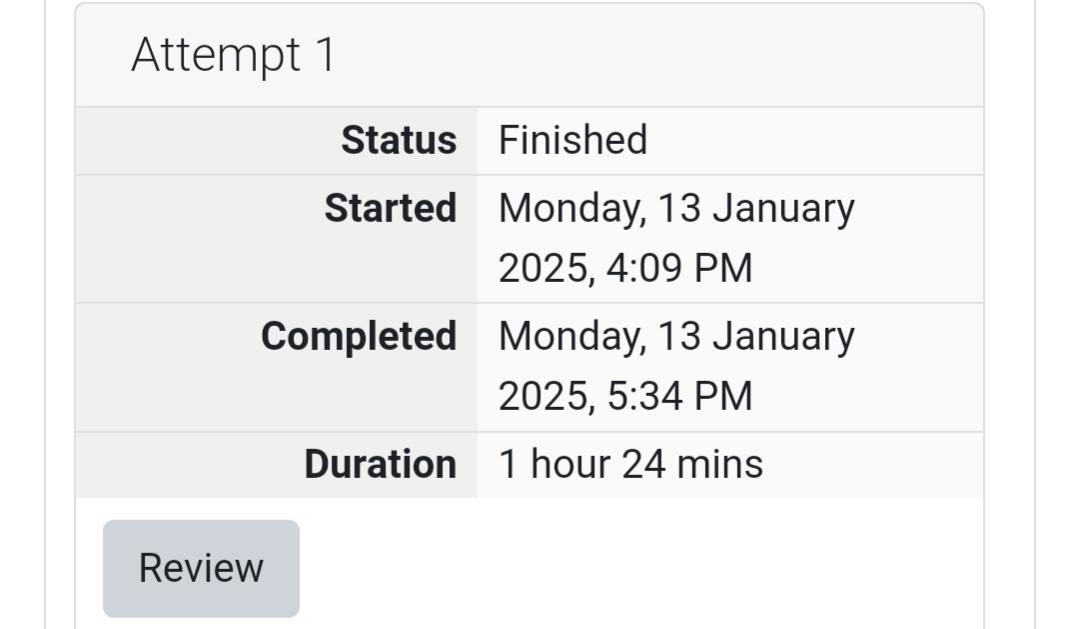 Attempt 1
Status Finished
Started Monday, 13 January
2025, 4:09 PM
Completed Monday, 13 January
2025, 5:34 PM
Duration 1 hour 24 mins
Review